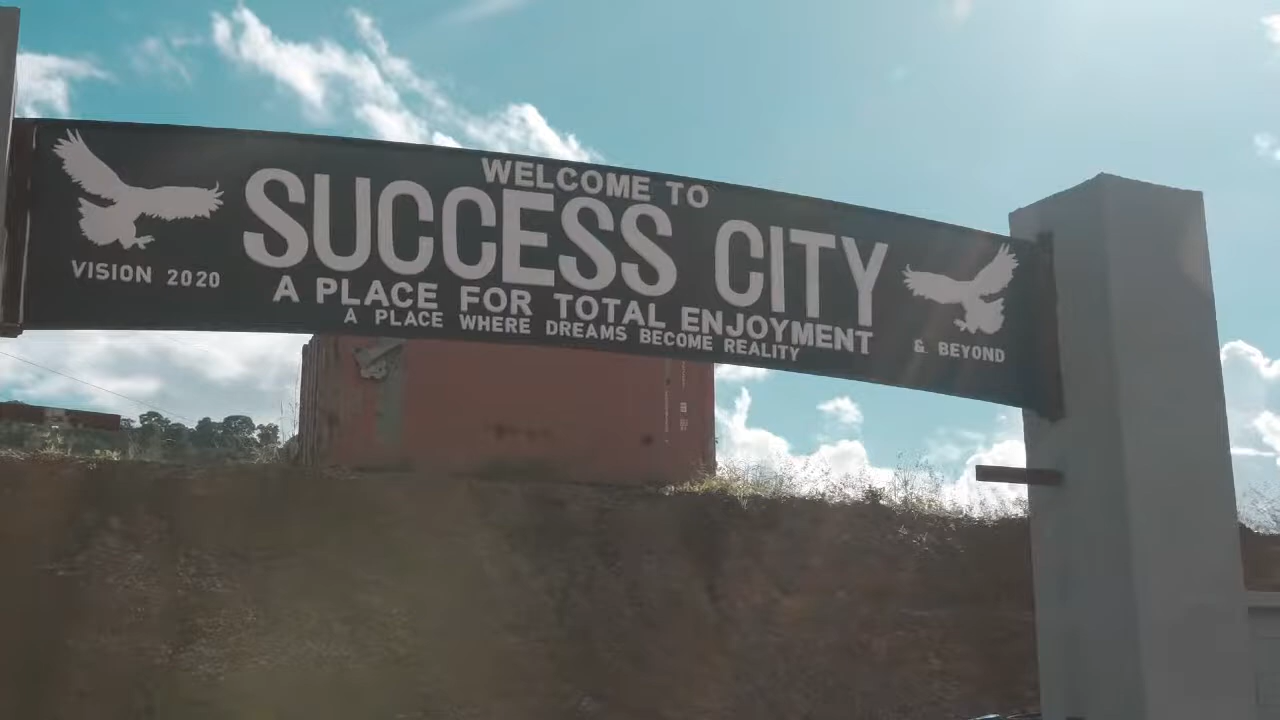 WELCOME TO
SUCCESS CITY
A PLACE FOR TOTAL ENJOYMENT
A PLACE WHERE DREAMS BECOME REALITY
VISION 2020
& BEYOND